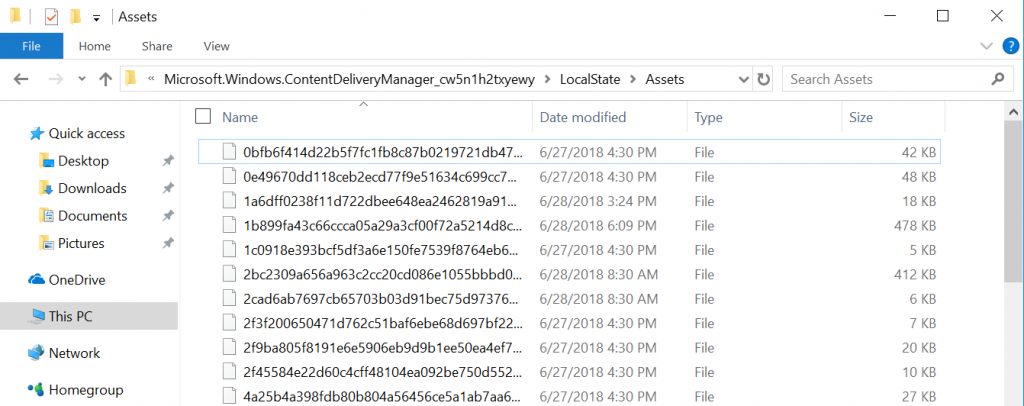 Assets
File Home Share View
« Microsoft.Windows.ContentDeliveryManager_cw5n1h2txyewy > LocalState > Assets Search Assets
Name Date modified Type Size
Quick access
Desktop
Downloads
Documents
Pictures
OneDrive
This PC
Network
Homegroup
0bfb6f414d22b5f7fc1fb8c87b0219721db47... 6/27/2018 4:30 PM File 42 KB
0e49670dd118ceb2ecd77f9e51634c699cc7... 6/27/2018 4:30 PM File 48 KB
1a6dff0238f11d722dbee648ea2462819a91... 6/28/2018 3:24 PM File 18 KB
1b899fa43c66ccca05a29a3cf00f72a5214d8c... 6/28/2018 6:09 PM File 478 KB
1c0918e393bcf5df3a6e150fe7539f8764eb6... 6/27/2018 4:30 PM File 5 KB
2bc2309a656a963c2cc20cd086e1055bbbd0... 6/28/2018 8:30 AM File 412 KB
2cad6ab7697cb65703b03d91bec75d97376... 6/28/2018 8:30 AM File 6 KB
2f3f200650471d762c51baf6ebe68d697bf22... 6/27/2018 4:30 PM File 7 KB
2f9ba805f8191e6e5906eb9d9b1ee50ea4ef7... 6/27/2018 4:30 PM File 20 KB
2f45584e22d60c4cff48104ea092be750d552... 6/27/2018 4:30 PM File 10 KB
4a25b4a398fdb80b804a56456ce5a1ab7aa6... 6/27/2018 4:30 PM File 27 KB